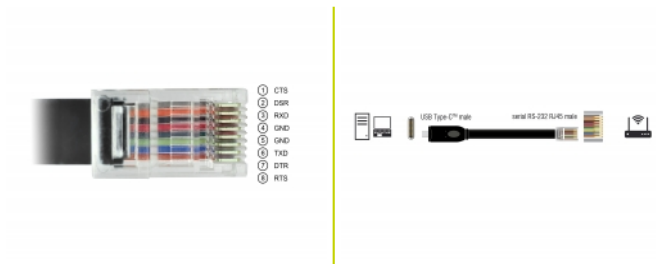 1 CTS
2 DSR
3 RXD
4 GND
5 GND
6 TXD
7 DTR
8 RTS
USB Type-C™ male
serial RS-232 RJ45 male